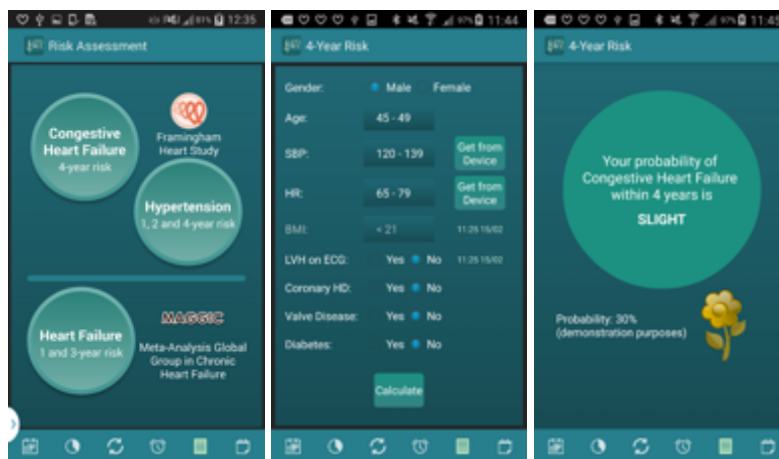 12:35
Risk Assessment
Congestive
Heart Failure
4-year risk
Framingham
Heart Study
Hypertension
1, 2 and 4-year risk
Heart Failure
1 and 3-year risk
MAGGIC
Meta-Analysis Global
Group in Chronic
Heart Failure
97% 11:44
4-Year Risk
Gender: Male Female
Age: 45 - 49
SBP: 120 - 139 Get from
Device
HR: 65 - 79 Get from
Device
BMI: < 21 11:25 15/02
LVH on ECG: Yes No 11:25 15/02
Coronary HD: Yes No
Valve Disease: Yes No
Diabetes: Yes No
Calculate
97% 11:45
4-Year Risk
Your probability of
Congestive Heart Failure
within 4 years is
SLIGHT
Probability: 30%
(demonstration purposes)